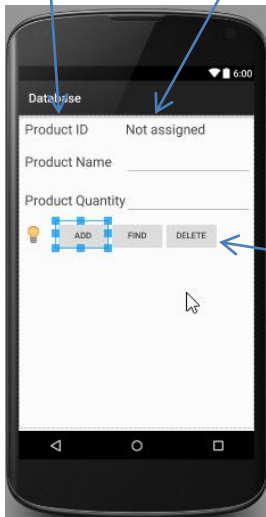 6:00
Database
Product ID Not assigned
Product Name
Product Quantity
ADD FIND DELETE